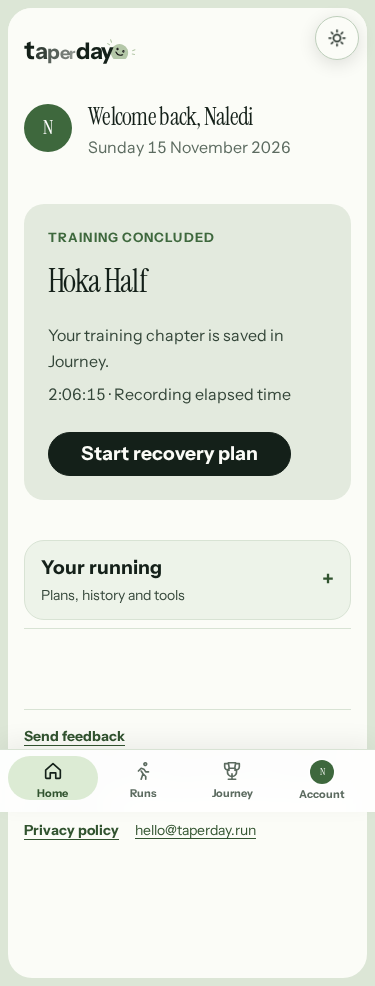 taperday
N
Welcome back, Naledi
Sunday 15 November 2026
TRAINING CONCLUDED
Hoka Half
Your training chapter is saved in
Journey.
2:06:15 · Recording elapsed time
Start recovery plan
Your running
Plans, history and tools
+
Send feedback
Home
Runs
Journey
N
Account
Privacy policy
hello@taperday.run